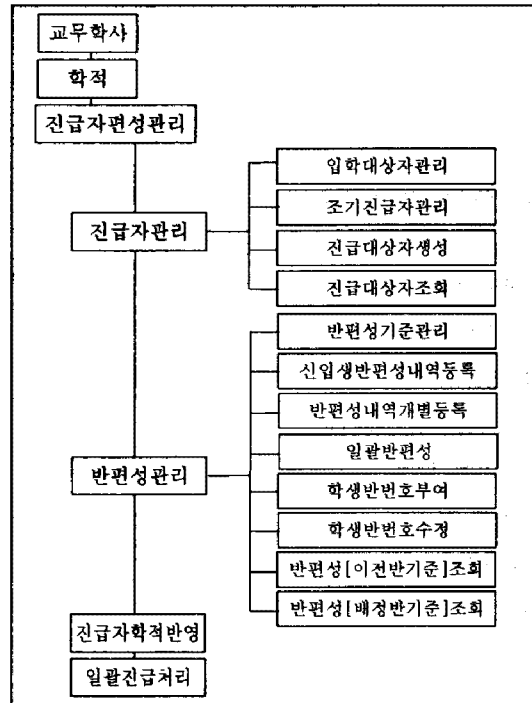 교무학사
학적
진급자편성관리
입학대상자관리
조기진급자관리
진급자관리
진급대상자생성
진급대상자조회
반편성기준관리
신입생반편성내역등록
반편성내역개별등록
일괄반편성
반편성관리
학생반번호부여
학생반번호수정
반편성[이전반기준]조회
반편성[배정반기준]조회
진급자학적반영
일괄진급처리